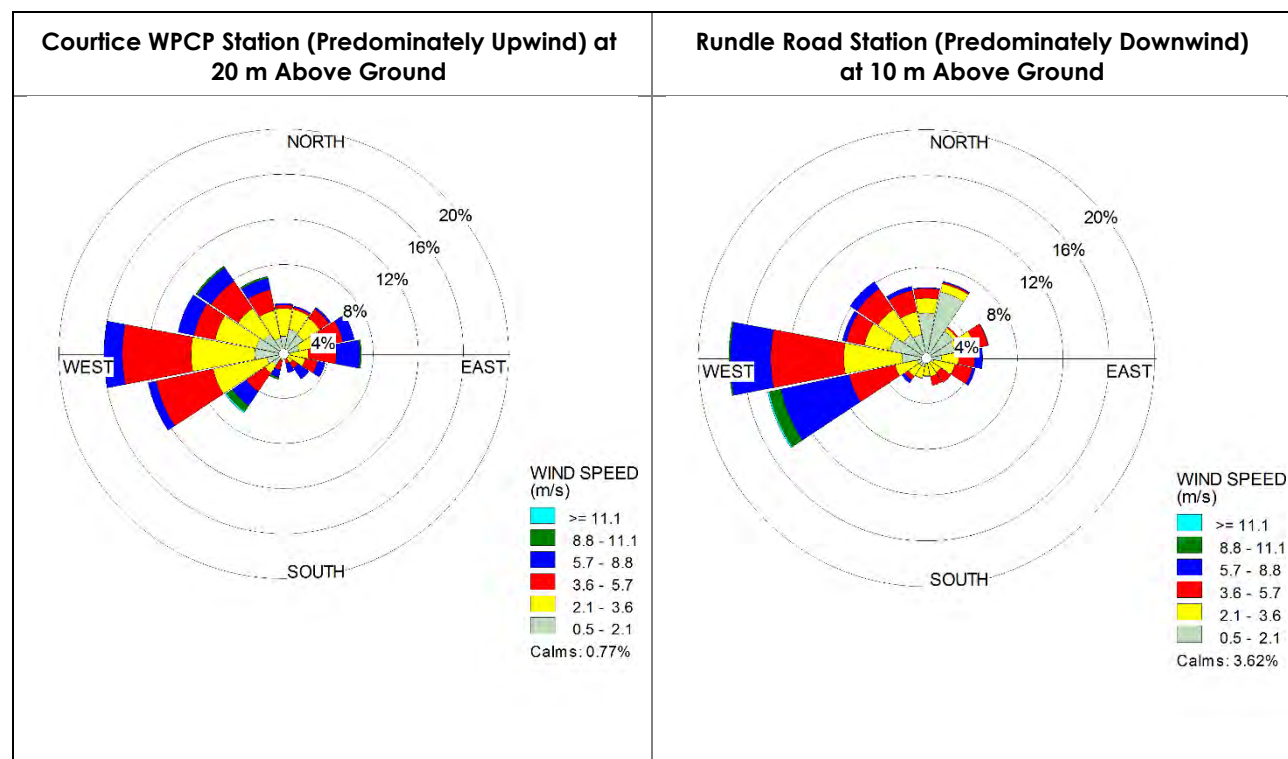 Courtice WPCP Station (Predominately Upwind) at
20 m Above Ground
Rundle Road Station (Predominately Downwind)
at 10 m Above Ground
NORTH
20%
16%
12%
8%
4%
WEST
EAST
SOUTH
WIND SPEED
(m/s)
>= 11.1
8.8 - 11.1
5.7 - 8.8
3.6 - 5.7
2.1 - 3.6
0.5 - 2.1
Calms: 0.77%
NORTH
20%
16%
12%
8%
4%
WEST
EAST
SOUTH
WIND SPEED
(m/s)
>= 11.1
8.8 - 11.1
5.7 - 8.8
3.6 - 5.7
2.1 - 3.6
0.5 - 2.1
Calms: 3.62%